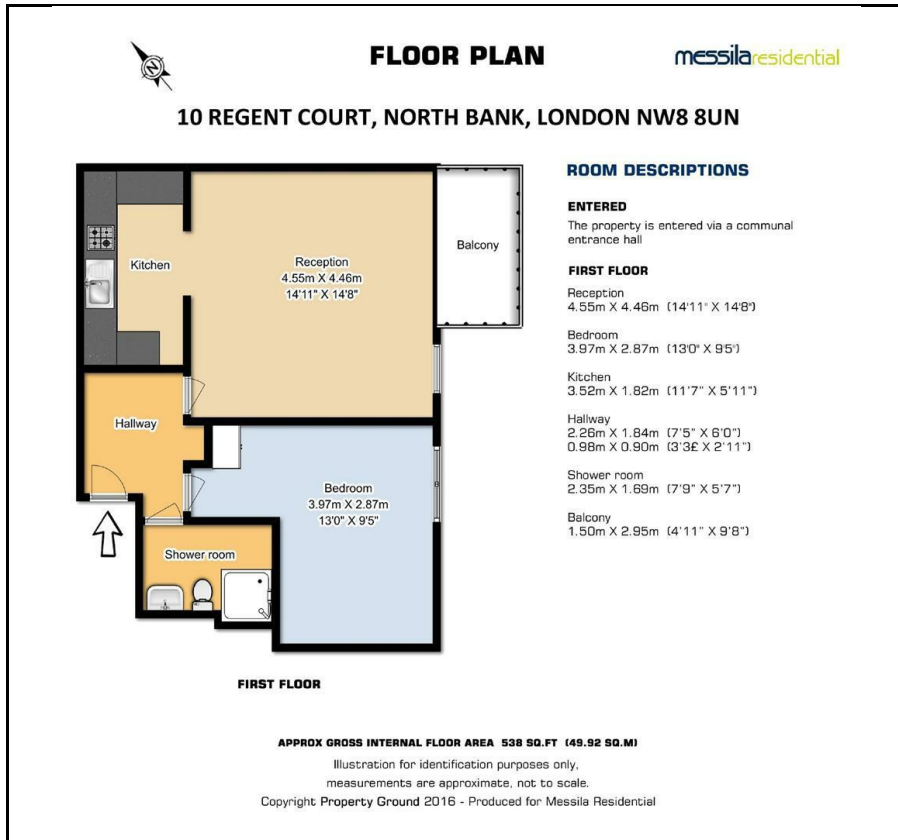 FLOOR PLAN
messilaresidential
10 REGENT COURT, NORTH BANK, LONDON NW8 8UN
N
Kitchen
Reception
4.55m X 4.46m
14'11" X 14'8"
Balcony
Hallway
Bedroom
3.97m X 2.87m
13'0" X 9'5"
Shower room
FIRST FLOOR
ROOM DESCRIPTIONS
ENTERED
The property is entered via a communal
entrance hall
FIRST FLOOR
Reception
4.55m X 4.46m (14'11" X 14'8")
Bedroom
3.97m X 2.87m (13'0" X 9'5")
Kitchen
3.52m X 1.82m (11'7" X 5'11")
Hallway
2.26m X 1.84m (7'5" X 6'0")
0.98m X 0.90m (3'3£ X 2'11")
Shower room
2.35m X 1.69m (7'9" X 5'7")
Balcony
1.50m X 2.95m (4'11" X 9'8")
APPROX GROSS INTERNAL FLOOR AREA 538 SQ.FT (49.92 SQ.M)
Illustration for identification purposes only,
measurements are approximate, not to scale.
Copyright Property Ground 2016 - Produced for Messila Residential